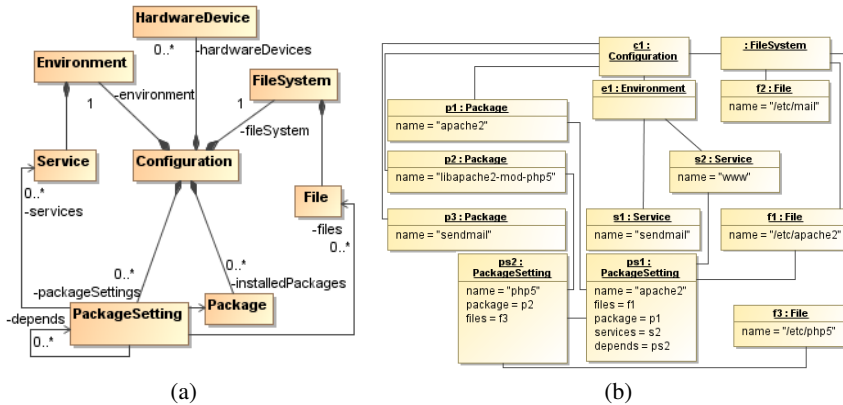 HardwareDevice
0..*
-hardwareDevices
Environment
1
-environment
FileSystem
1
-fileSystem
Service
Configuration
File
0..*
-services
-files
0..*
0..*
-packageSettings
0..*
-installedPackages
-depends
0..*
PackageSetting
Package
(a)
c1 :
Configuration
: FileSystem
e1 : Environment
f2 : File
name = "/etc/mail"
p1 : Package
name = "apache2"
s2 : Service
name = "www"
p2 : Package
name = "libapache2-mod-php5"
p3 : Package
name = "sendmail"
s1 : Service
name = "sendmail"
f1 : File
name = "/etc/apache2"
ps2 :
PackageSetting
name = "php5"
package = p2
files = f3
ps1 :
PackageSetting
name = "apache2"
files = f1
package = p1
services = s2
depends = ps2
f3 : File
name = "/etc/php5"
(b)